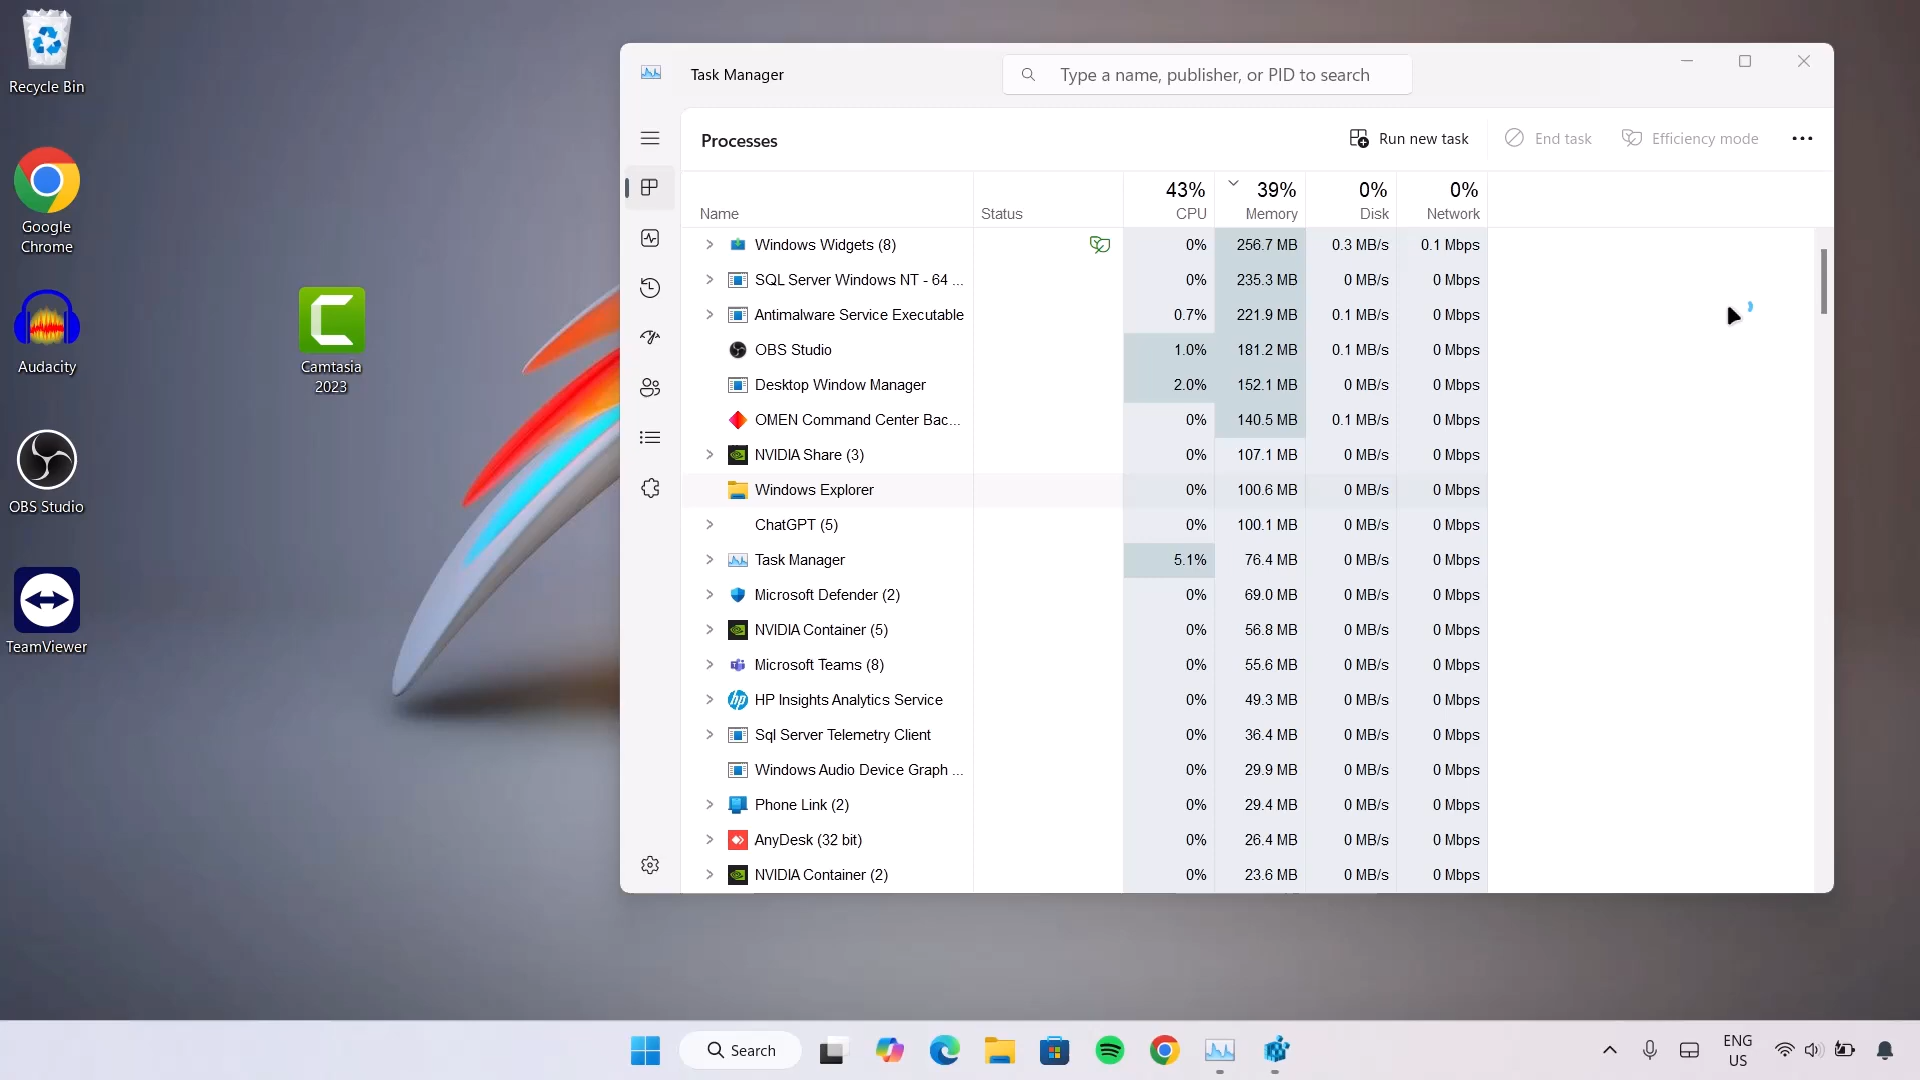 Recycle Bin
Google
Chrome
Audacity
OBS Studio
TeamViewer
Camtasia
2023
Task Manager
Type a name, publisher, or PID to search
Processes
Run new task
End task
Efficiency mode
Name
Status
43%
CPU
39%
Memory
0%
Disk
0%
Network
Windows Widgets (8) 0% 256.7 MB 0.3 MB/s 0.1 Mbps
SQL Server Windows NT - 64 ... 0% 235.3 MB 0 MB/s 0 Mbps
Antimalware Service Executable 0.7% 221.9 MB 0.1 MB/s 0 Mbps
OBS Studio 1.0% 181.2 MB 0.1 MB/s 0 Mbps
Desktop Window Manager 2.0% 152.1 MB 0 MB/s 0 Mbps
OMEN Command Center Bac... 0% 140.5 MB 0.1 MB/s 0 Mbps
NVIDIA Share (3) 0% 107.1 MB 0 MB/s 0 Mbps
Windows Explorer 0% 100.6 MB 0 MB/s 0 Mbps
ChatGPT (5) 0% 100.1 MB 0 MB/s 0 Mbps
Task Manager 5.1% 76.4 MB 0 MB/s 0 Mbps
Microsoft Defender (2) 0% 69.0 MB 0 MB/s 0 Mbps
NVIDIA Container (5) 0% 56.8 MB 0 MB/s 0 Mbps
Microsoft Teams (8) 0% 55.6 MB 0 MB/s 0 Mbps
HP Insights Analytics Service 0% 49.3 MB 0 MB/s 0 Mbps
Sql Server Telemetry Client 0% 36.4 MB 0 MB/s 0 Mbps
Windows Audio Device Graph ... 0% 29.9 MB 0 MB/s 0 Mbps
Phone Link (2) 0% 29.4 MB 0 MB/s 0 Mbps
AnyDesk (32 bit) 0% 26.4 MB 0 MB/s 0 Mbps
NVIDIA Container (2) 0% 23.6 MB 0 MB/s 0 Mbps
Search
ENG
US